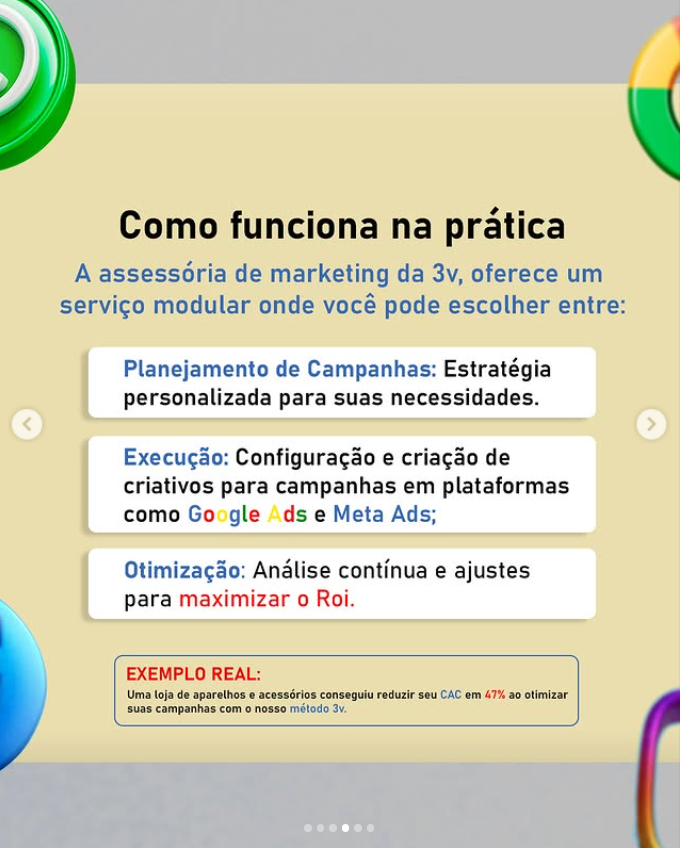 Como funciona na prática
A assessória de marketing da 3v, oferece um
serviço modular onde você pode escolher entre:
Planejamento de Campanhas: Estratégia
personalizada para suas necessidades.
Execução: Configuração e criação de
criativos para campanhas em plataformas
como Google Ads e Meta Ads;
Otimização: Análise contínua e ajustes
para maximizar o Roi.
EXEMPLO REAL:
Uma loja de aparelhos e acessórios conseguiu reduzir seu CAC em 47% ao otimizar
suas campanhas com o nosso método 3v.